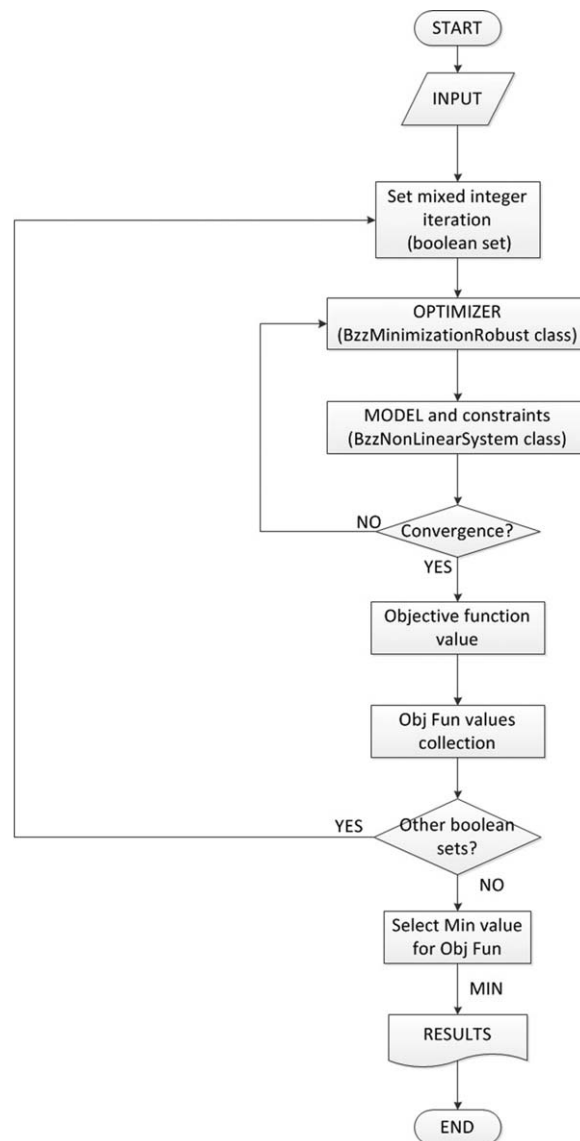 START
INPUT
Set mixed integer
iteration
(boolean set)
OPTIMIZER
(BzzMinimizationRobust class)
MODEL and constraints
(BzzNonLinearSystem class)
NO
Convergence?
YES
Objective function
value
Obj Fun values
collection
YES
Other boolean
sets?
NO
Select Min value
for Obj Fun
MIN
RESULTS
END